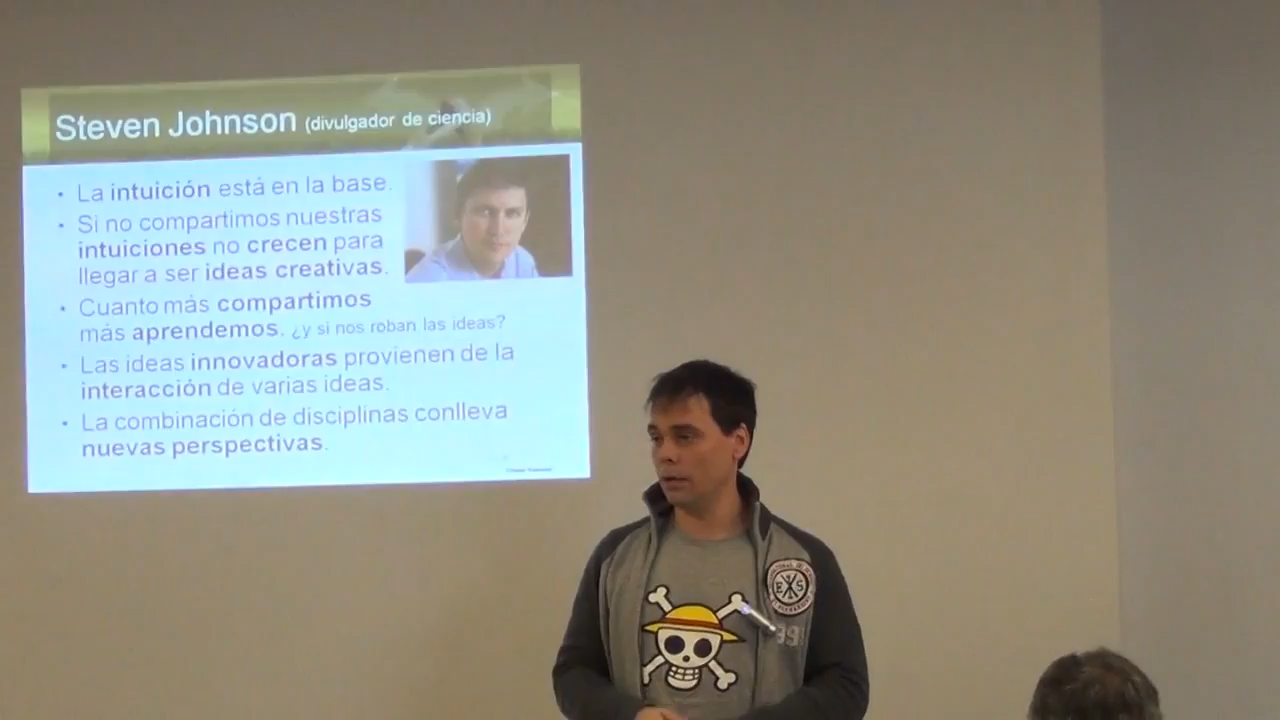 Steven Johnson (divulgador de ciencia)
• La intuición está en la base.
• Si no compartimos nuestras
intuiciones no crecen para
llegar a ser ideas creativas.
• Cuanto más compartimos
más aprendemos. ¿y si nos roban las ideas?
• Las ideas innovadoras provienen de la
interacción de varias ideas.
• La combinación de disciplinas conlleva
nuevas perspectivas.
E S